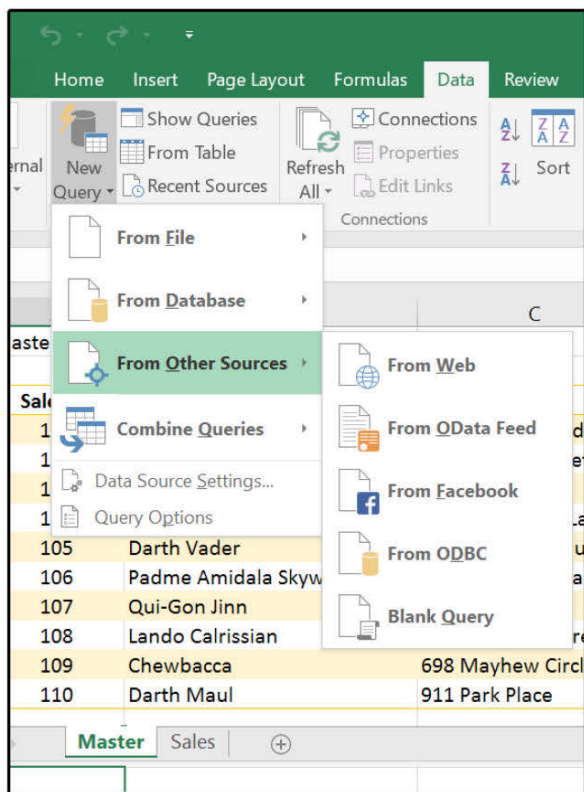 Home Insert Page Layout Formulas Data Review
Show Queries
From Table
Recent Sources
New
Query
Refresh
All
Connections
Properties
Edit Links
Sort
Connections
From File
From Database
From Other Sources
Combine Queries
Data Source Settings...
Query Options
From Web
From OData Feed
From Facebook
From ODBC
Blank Query
C
105 Darth Vader
106 Padme Amidala Skyw
107 Qui-Gon Jinn
108 Lando Calrissian
109 Chewbacca 698 Mayhew Circl
110 Darth Maul 911 Park Place
Master Sales